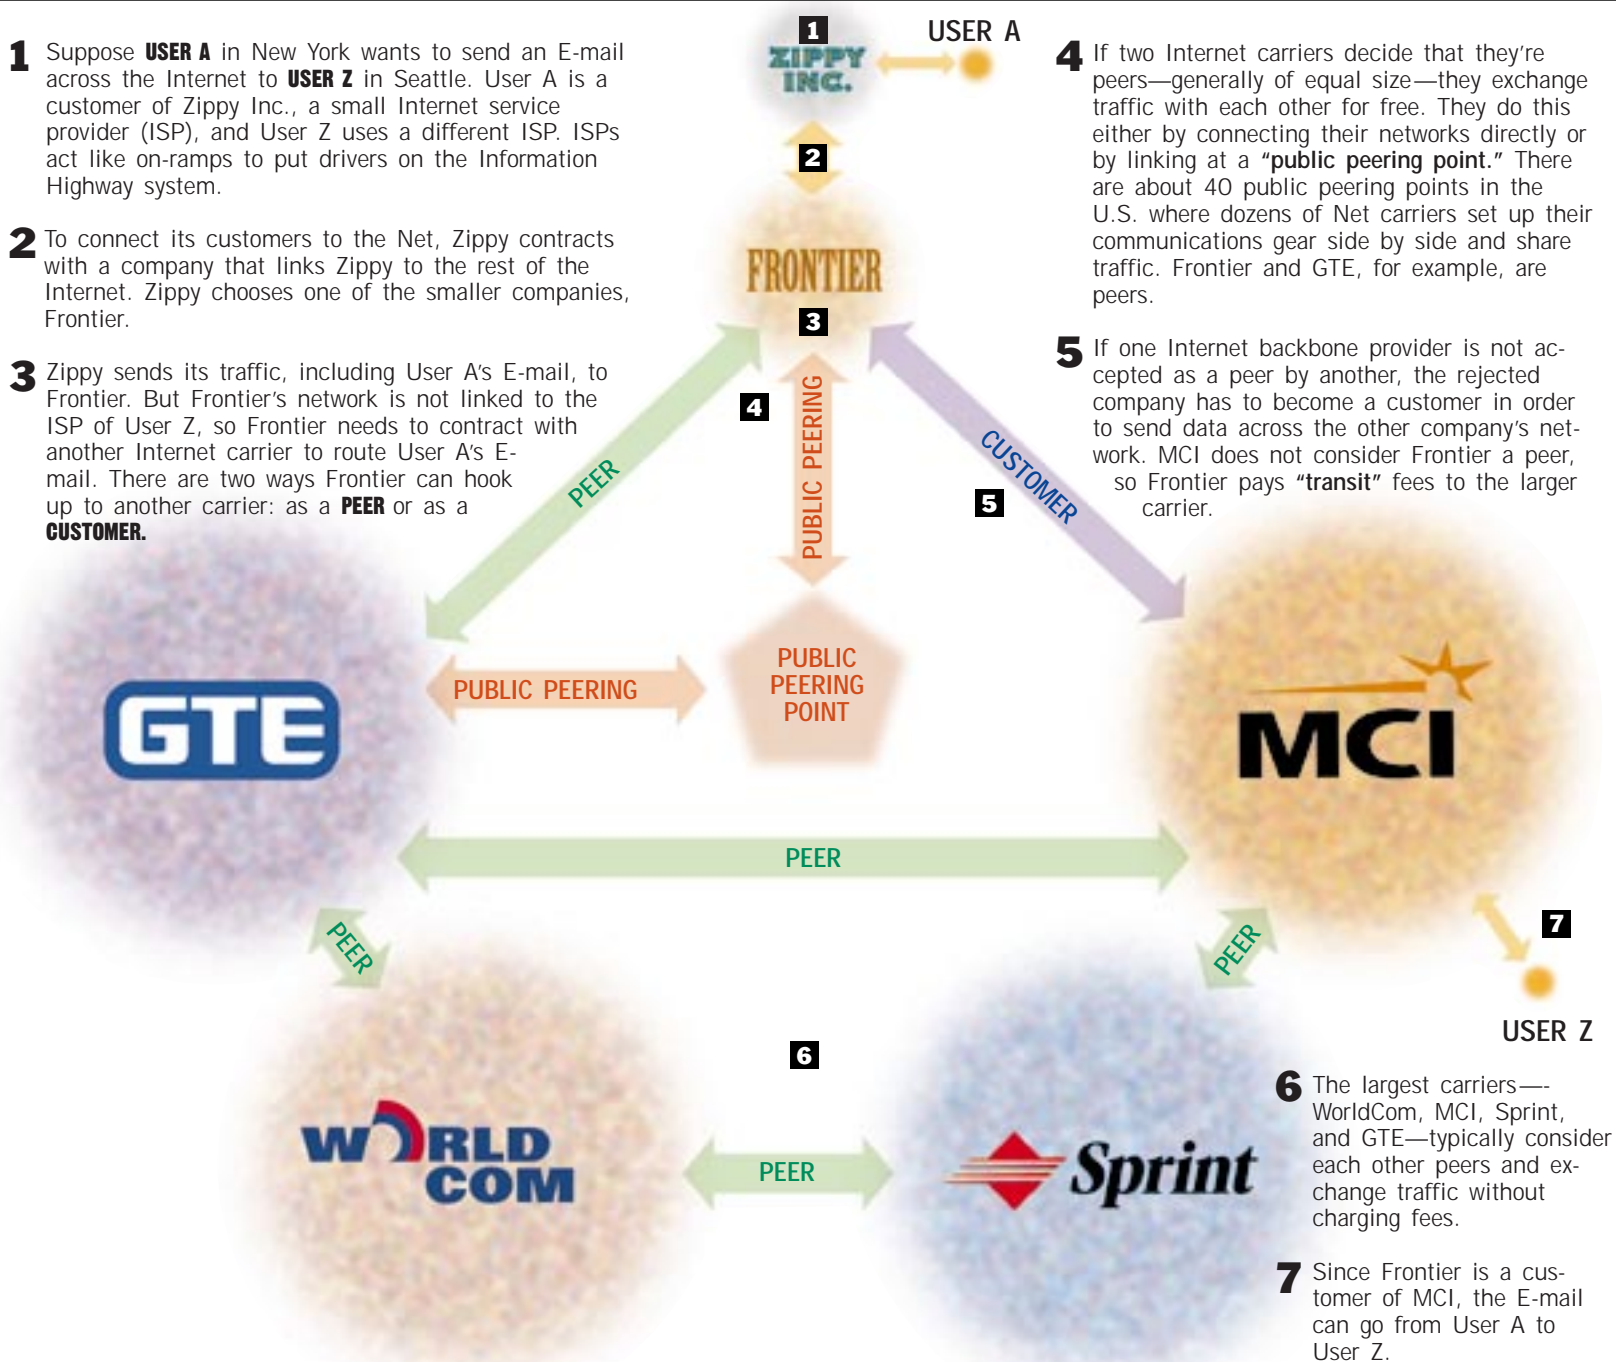 1 Suppose USER A in New York wants to send an E-mail
across the Internet to USER Z in Seattle. User A is a
customer of Zippy Inc., a small Internet service
provider (ISP), and User Z uses a different ISP. ISPs
act like on-ramps to put drivers on the Information
Highway system.
2 To connect its customers to the Net, Zippy contracts
with a company that links Zippy to the rest of the
Internet. Zippy chooses one of the smaller companies,
Frontier.
3 Zippy sends its traffic, including User A's E-mail, to
Frontier. But Frontier's network is not linked to the
ISP of User Z, so Frontier needs to contract with
another Internet carrier to route User A's E-
mail. There are two ways Frontier can hook
up to another carrier: as a PEER or as a
CUSTOMER.
1
ZIPPY
INC.
USER A
2
FRONTIER
3
4 If two Internet carriers decide that they're
peers—generally of equal size—they exchange
traffic with each other for free. They do this
either by connecting their networks directly or
by linking at a "public peering point." There
are about 40 public peering points in the
U.S. where dozens of Net carriers set up their
communications gear side by side and share
traffic. Frontier and GTE, for example, are
peers.
5 If one Internet backbone provider is not ac-
cepted as a peer by another, the rejected
company has to become a customer in order
to send data across the other company's net-
work. MCI does not consider Frontier a peer,
so Frontier pays "transit" fees to the larger
carrier.
PEER
4
PUBLIC PEERING
CUSTOMER
5
GTE
PUBLIC PEERING
PUBLIC
PEERING
POINT
MCI
PEER
PEER
PEER
7
USER Z
6
WORLD
COM
PEER
Sprint
6 The largest carriers—-
WorldCom, MCI, Sprint,
and GTE—typically consider
each other peers and ex-
change traffic without
charging fees.
7 Since Frontier is a cus-
tomer of MCI, the E-mail
can go from User A to
User Z.